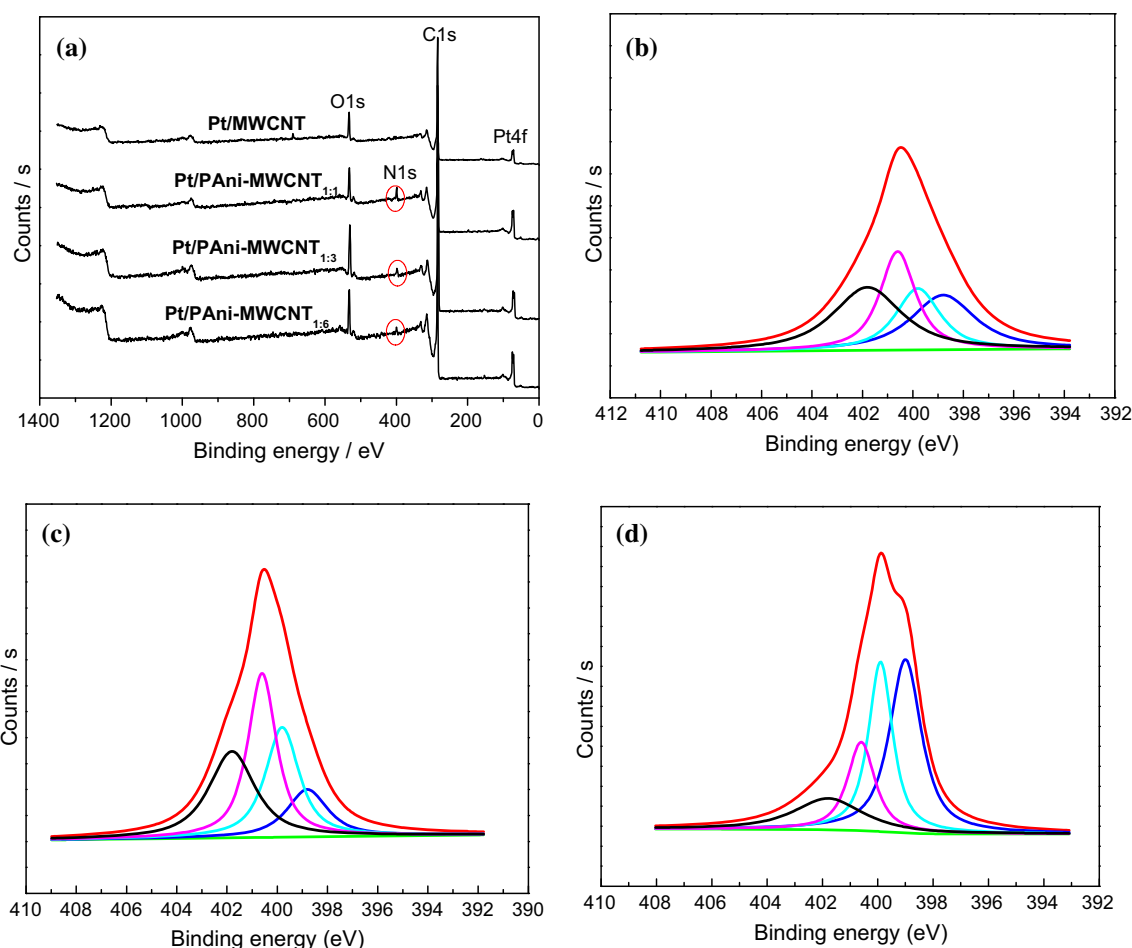 (a)
C1s
O1s
Pt/MWCNT
Pt4f
N1s
Pt/PAni-MWCNT1:1
Pt/PAni-MWCNT1:3
Pt/PAni-MWCNT1:6
Counts / s
1400 1200 1000 800 600 400 200 0
Binding energy / eV
(b)
Counts / s
412 410 408 406 404 402 400 398 396 394 392
Binding energy (eV)
(c)
Counts / s
410 408 406 404 402 400 398 396 394 392 390
Binding energy (eV)
(d)
Counts / s
410 408 406 404 402 400 398 396 394 392
Binding energy (eV)